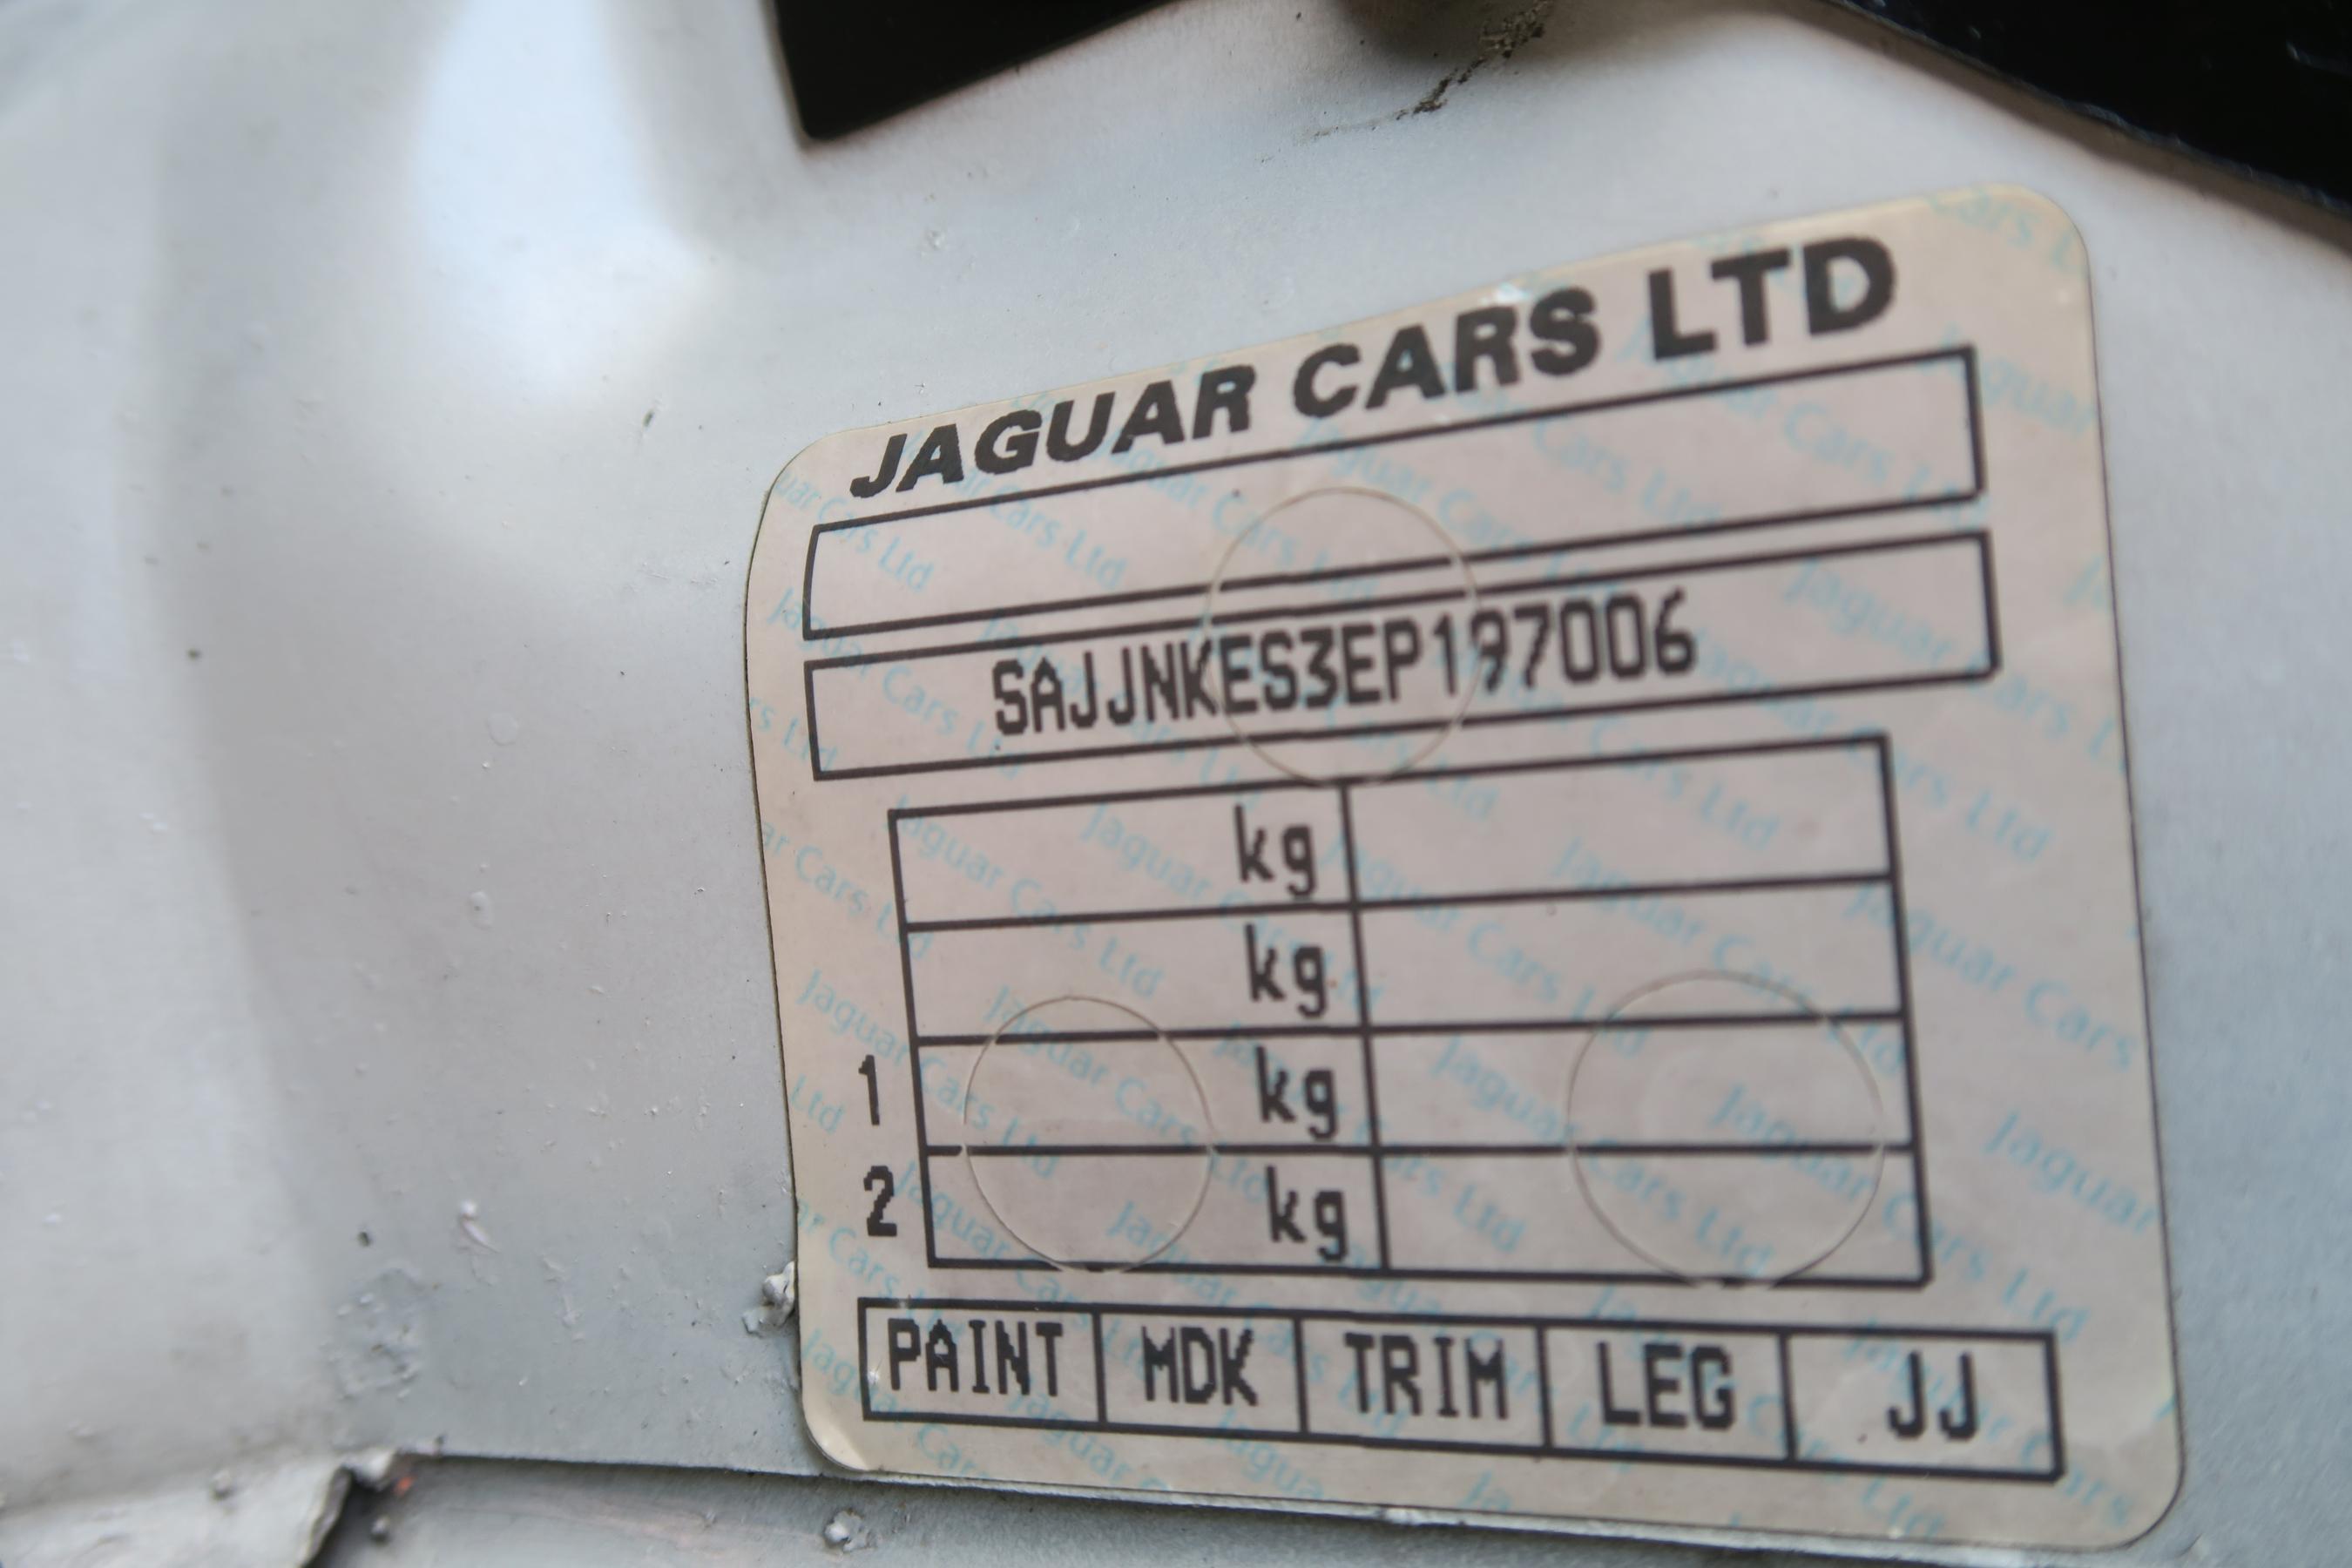 JAGUAR CARS LTD
SAJJNKES3EP197006
kg
kg
1 kg
2 kg
PAINT MDK TRIM LEG JJ